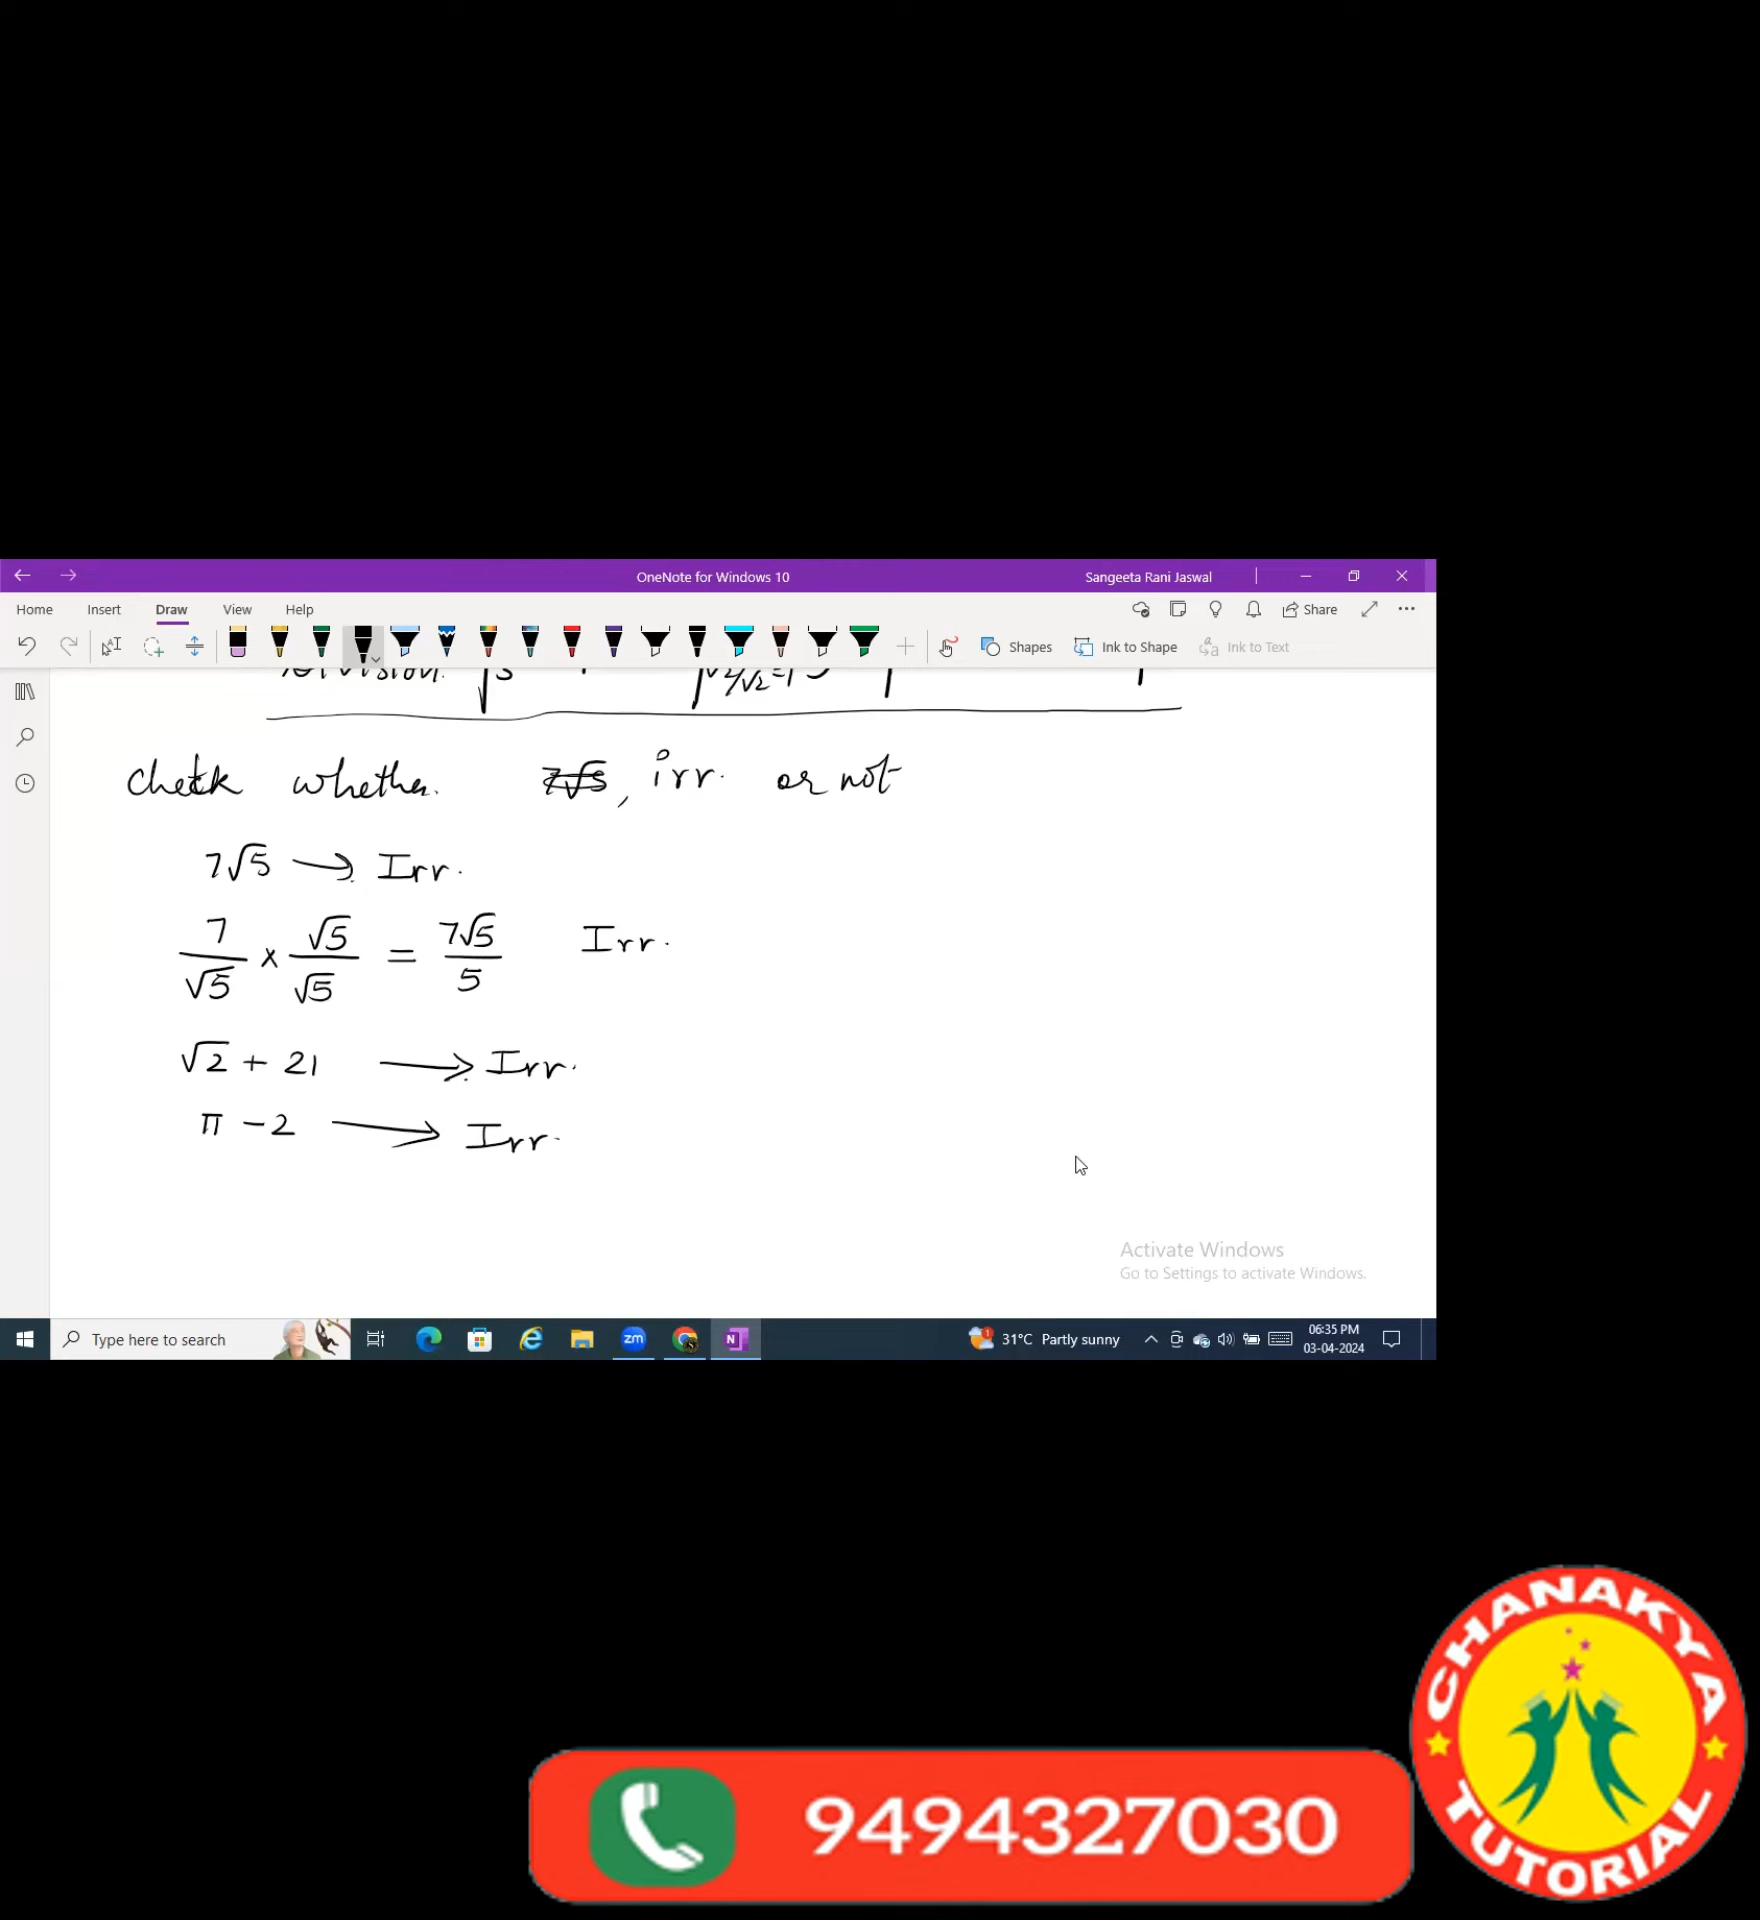 OneNote for Windows 10
Sangeeta Rani Jaswal
Home Insert Draw View Help
Share
Shapes Ink to Shape Ink to Text
check whether 7√5, irr. or not
7√5 → Irr.
7/√5 × √5/√5 = 7√5/5 Irr.
√2 + 21 → Irr.
π - 2 → Irr.
Activate Windows
Go to Settings to activate Windows.
Type here to search
zm
N
1
31°C Partly sunny
06:35 PM
03-04-2024
CHANAKYA
TUTORIAL
9494327030